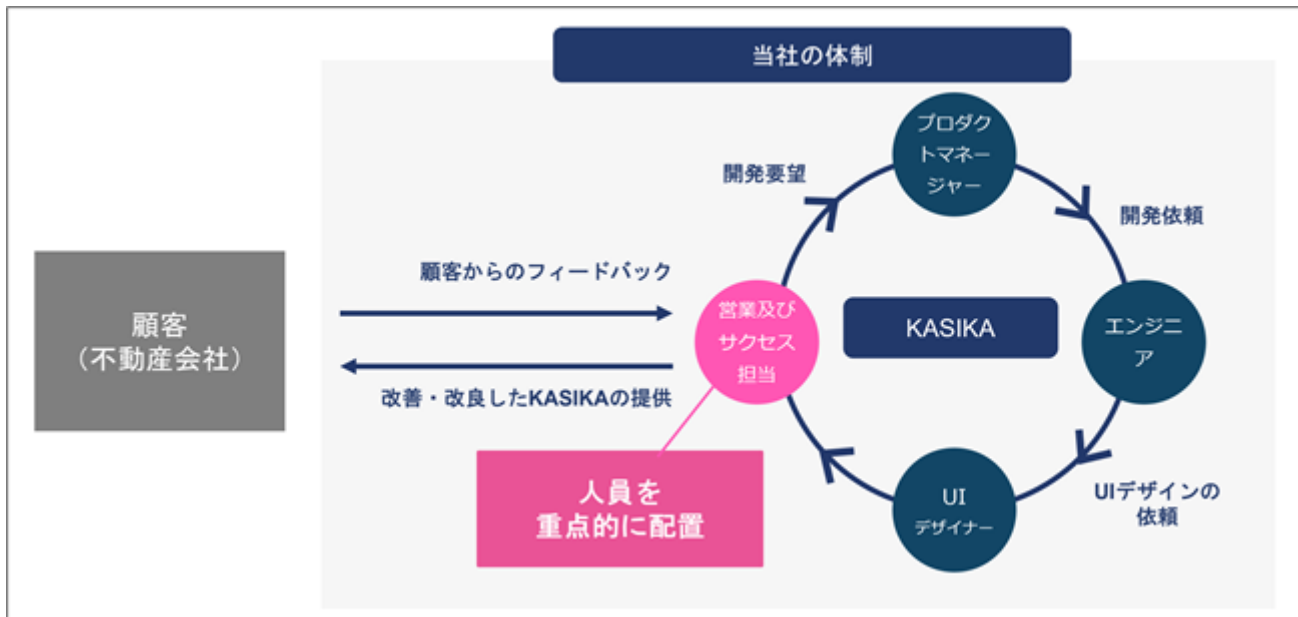 当社の体制
プロダク
トマネー
ジャー
開発要望
開発依頼
顧客からのフィードバック
顧客
（不動産会社）
営業及び
サクセス
担当
KASIKA
エンジニ
ア
改善・改良したKASIKAの提供
人員を
重点的に配置
UI
デザイナー
UIデザインの
依頼